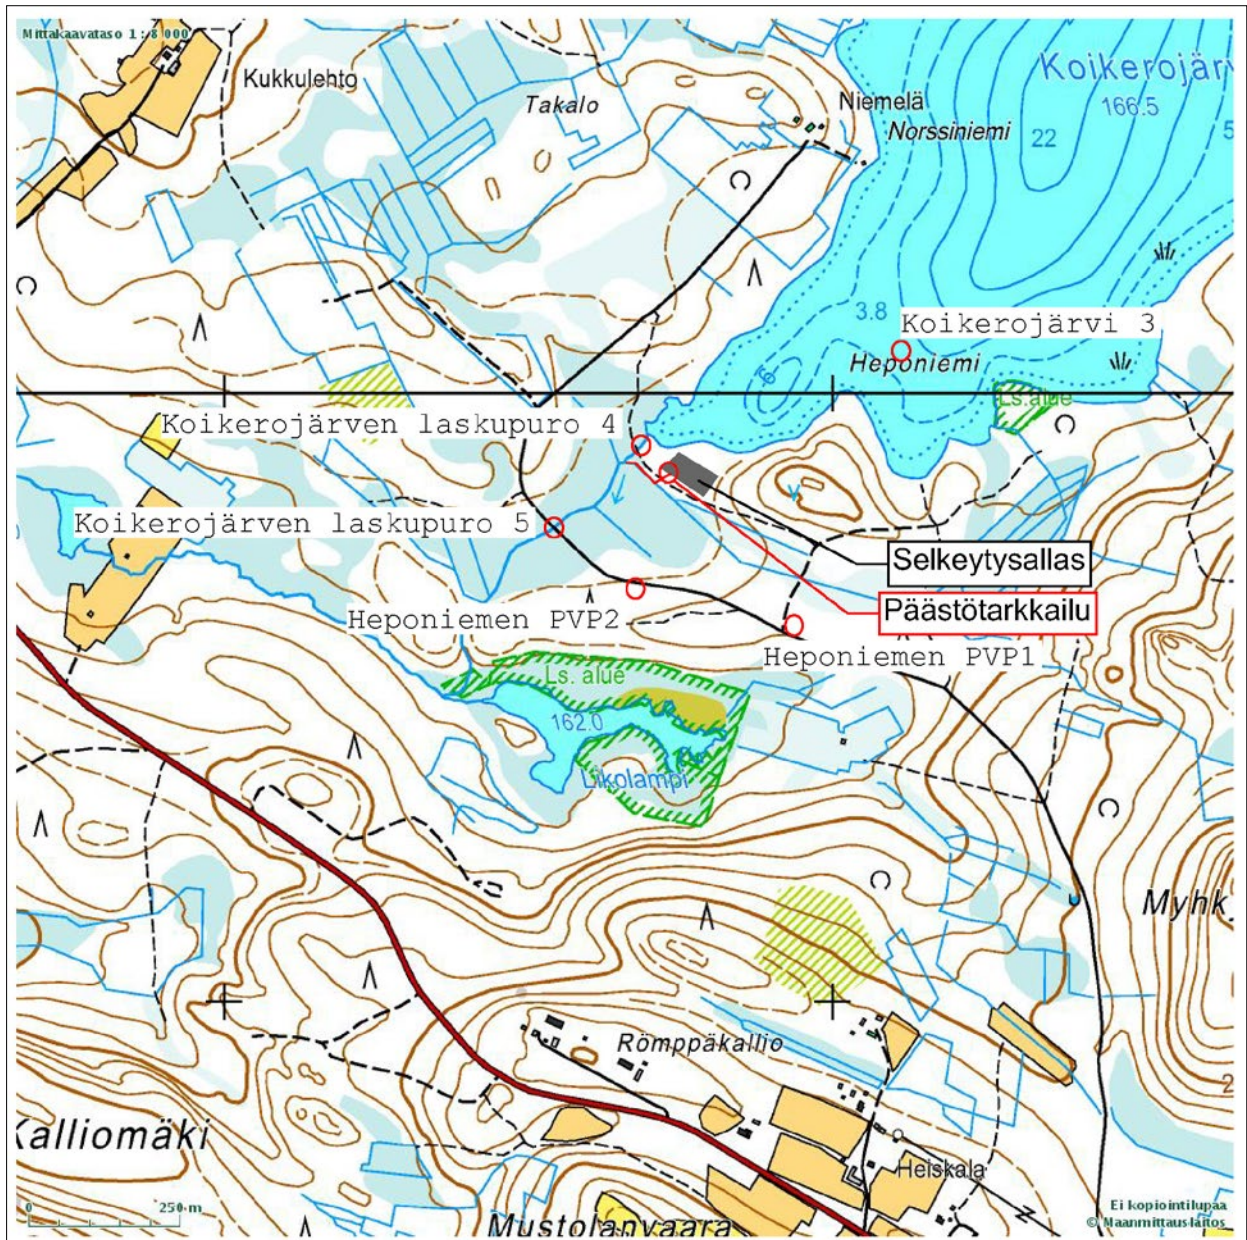 Mittakaavataso 1 : 8 000
Kukkulehto
Takalo
Niemelä
Norssiniemi
Koikerojärv
166.5
22
5
3.8
Koikerojärvi 3
Heponiemi
6
Ls.alue
Koikerojärven laskupuro 4
Koikerojärven laskupuro 5
Selkeytysallas
Päästötarkkailu
Heponiemen PVP2
Heponiemen PVP1
Ls. alue
162.0
Likolampi
Myhk
Römppäkallio
2
Kalliomäki
Heiskala
0 250 m
Mustolanvaara
Ei kopiointilupaa
© Maanmittauslaitos